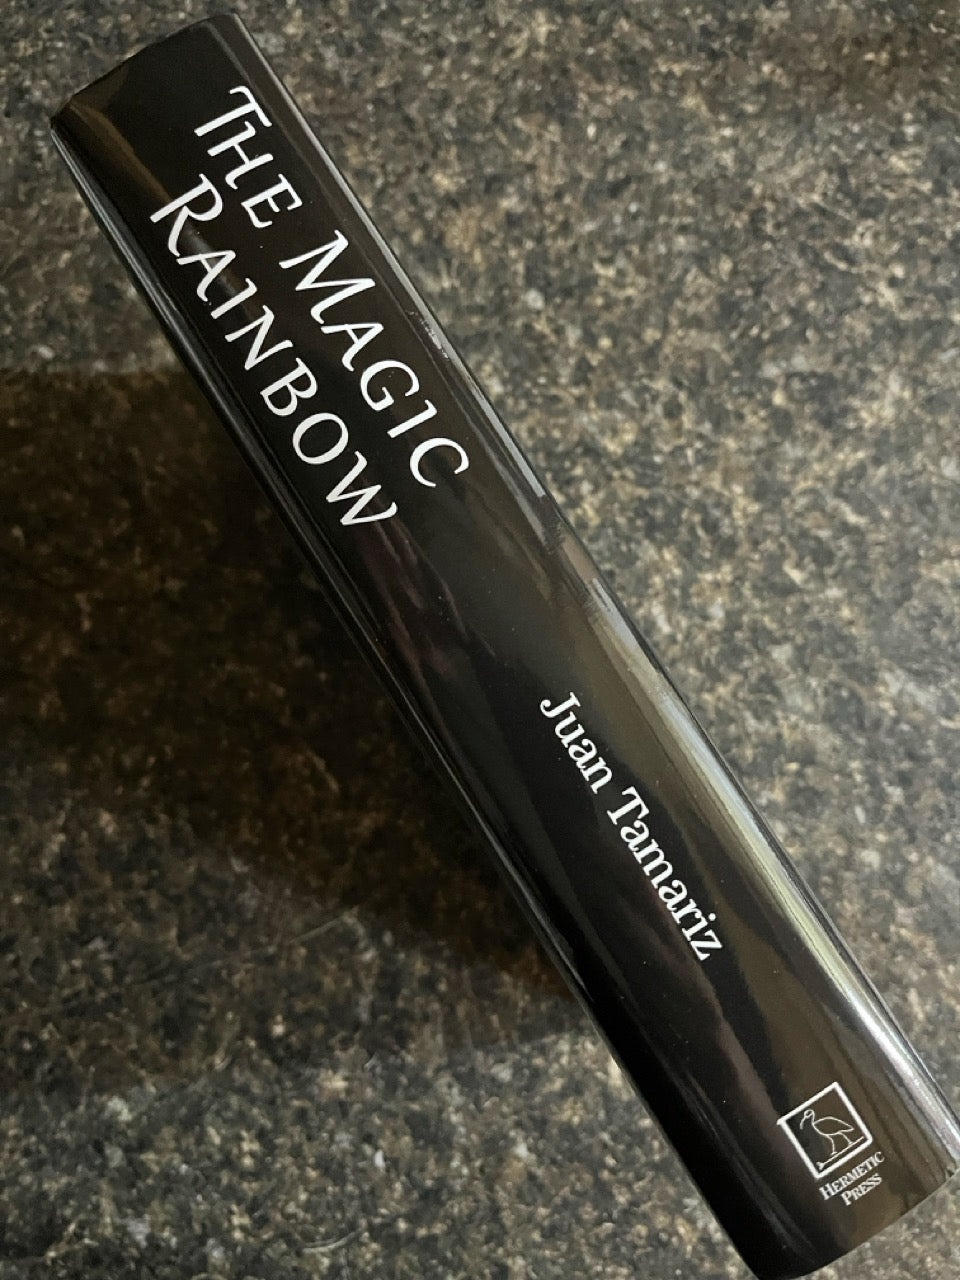 THE MAGIC
RAINBOW
Juan Tamariz
HERMETIC
PRESS